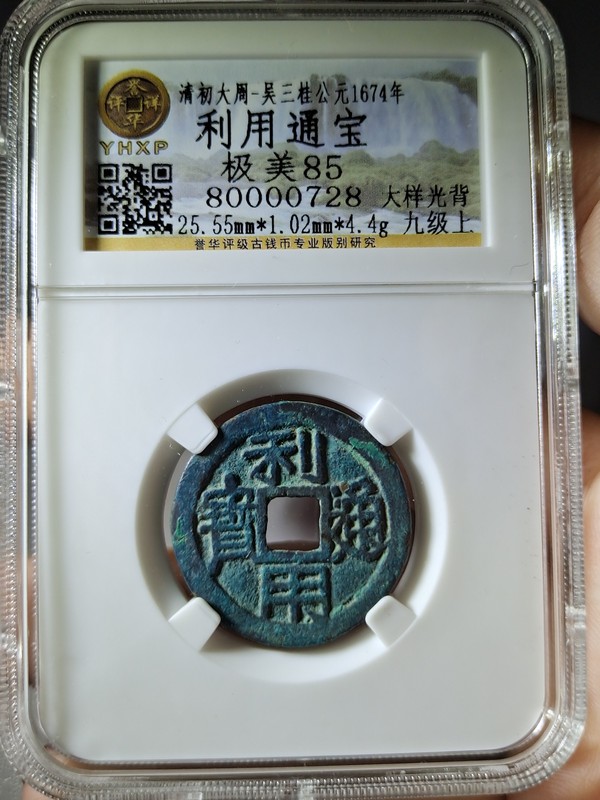 誉
评 评
华
YHXP
清初大周-吴三桂公元1674年
利用通宝
极美85
80000728 大样光背
25.55mm*1.02mm*4.4g 九级上
誉华评级古钱币专业版别研究
利
寶 通
用